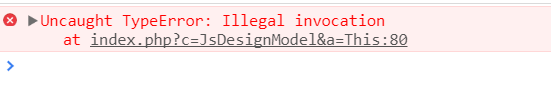 Uncaught TypeError: Illegal invocation
at index.php?c=JsDesignModel&a=This:80